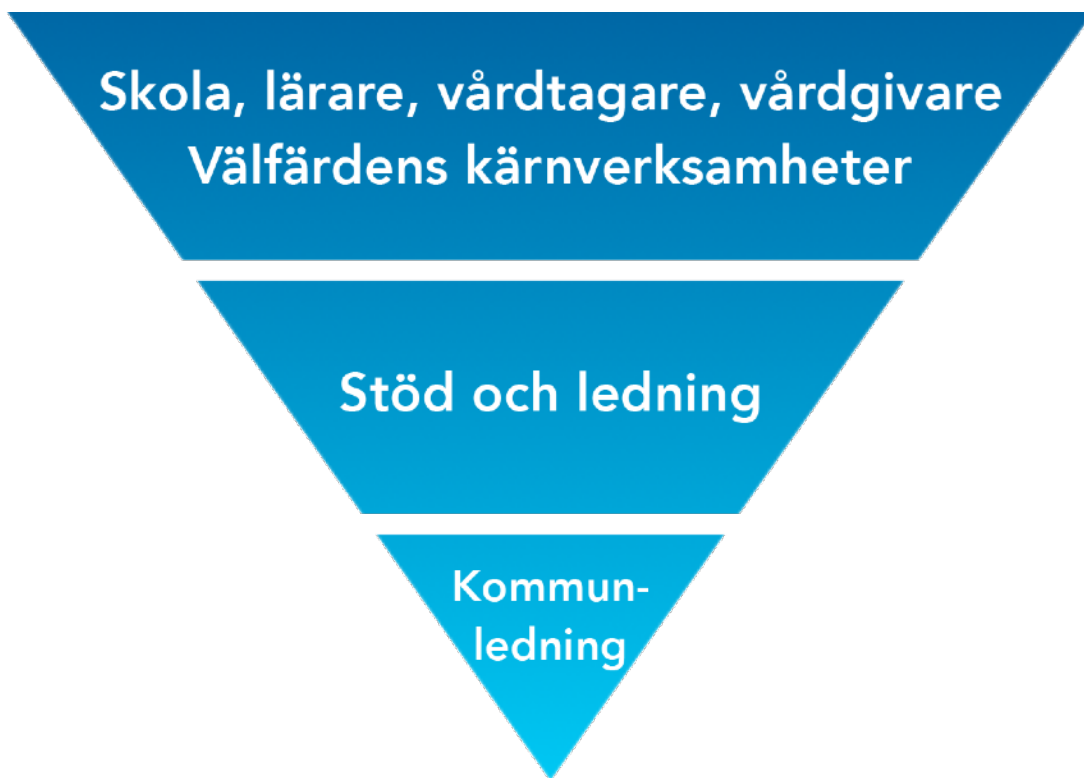 Skola, lärare, vårdtagare, vårdgivare
Välfärdens kärnverksamheter
Stöd och ledning
Kommun-
ledning